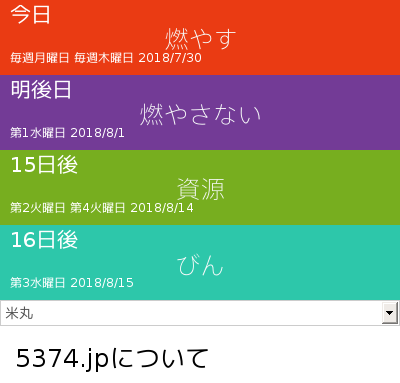 今日
燃やす
毎週月曜日 毎週木曜日 2018/7/30
明後日
燃やさない
第1水曜日 2018/8/1
15日後
資源
第2火曜日 第4火曜日 2018/8/14
16日後
びん
第3水曜日 2018/8/15
米丸
5374.jpについて